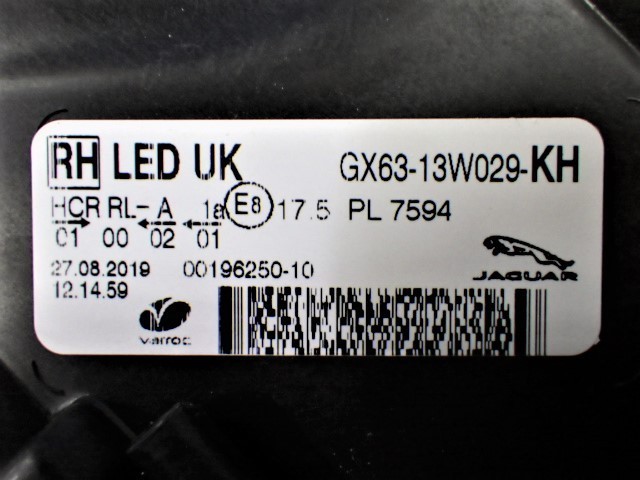 RH LED UK GX63-13W029-KH
HCR RL- A 1a E8 17.5 PL 7594
01 00 02 01
27.08.2019 00196250-10
12.14.59
JAGUAR
varroc